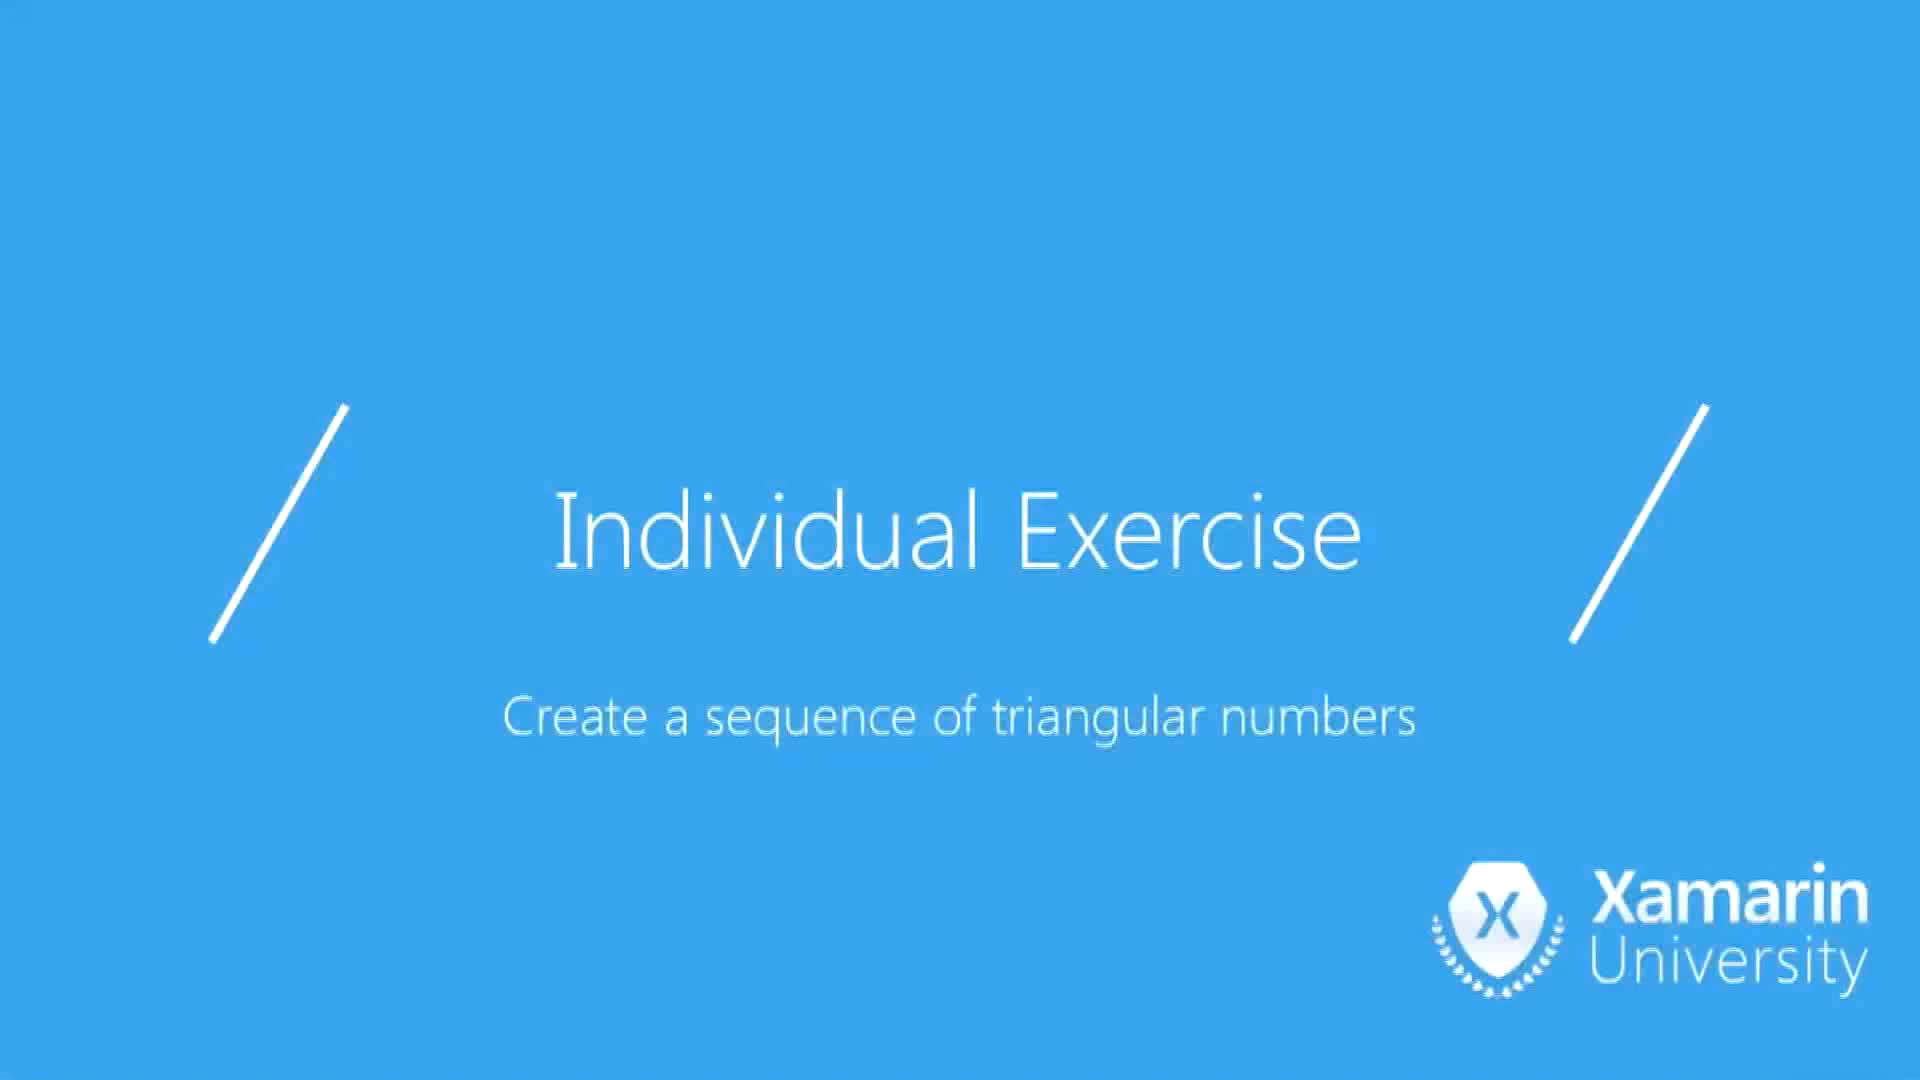 Individual Exercise
Create a sequence of triangular numbers
X
Xamarin
University